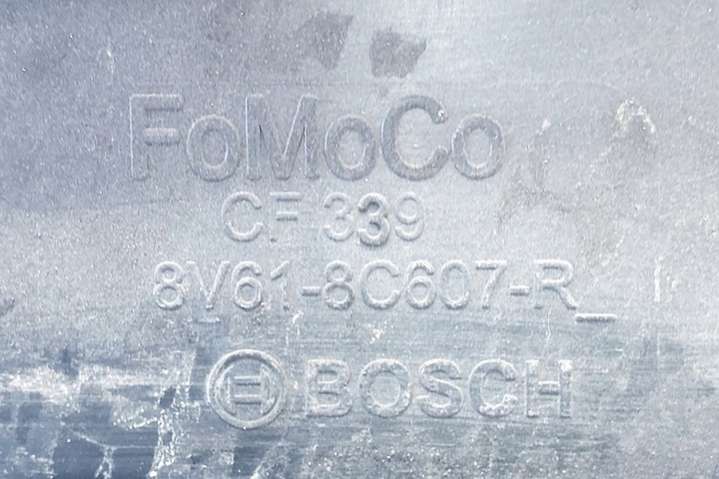 FoMoCo
CF 339
8V61-8C607-R_
BOSCH